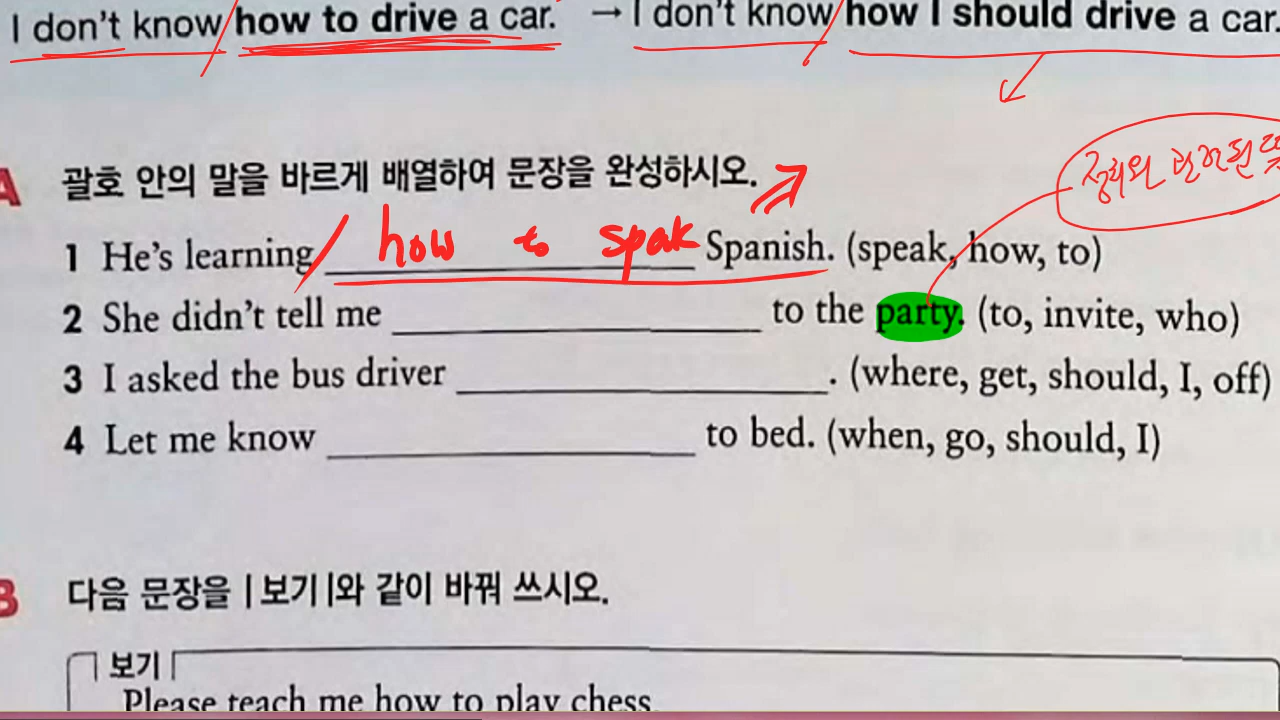 I don't know / how to drive a car. → I don't know / how I should drive a car.
A 괄호 안의 말을 바르게 배열하여 문장을 완성하시오.
1 He's learning / how to spak Spanish. (speak, how, to)
2 She didn't tell me ____________ to the party. (to, invite, who)
3 I asked the bus driver ____________. (where, get, should, I, off)
4 Let me know ____________ to bed. (when, go, should, I)
B 다음 문장을 |보기|와 같이 바꿔 쓰시오.
보기
Please teach me how to play chess.